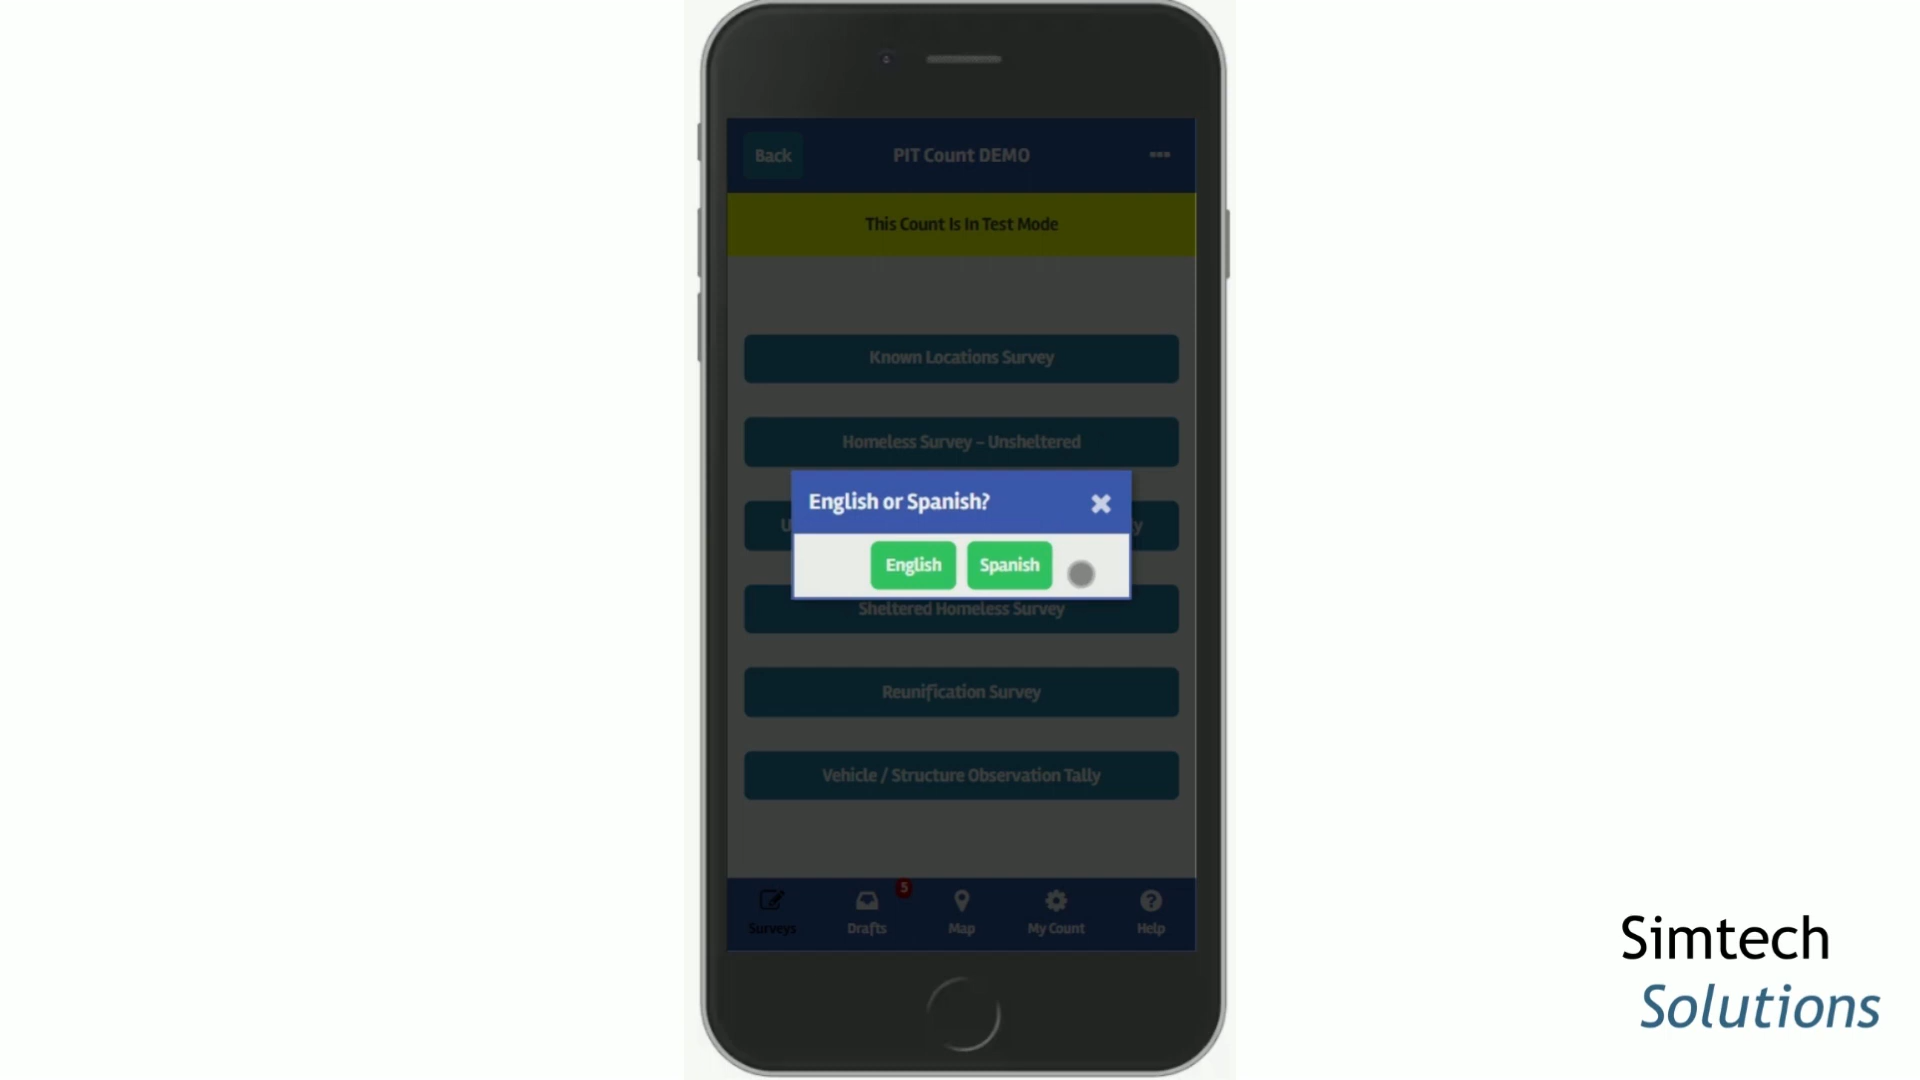 Back
PIT Count DEMO
This Count Is In Test Mode
Known Locations Survey
Homeless Survey – Unsheltered
English or Spanish?
English
Spanish
Sheltered Homeless Survey
Reunification Survey
Vehicle / Structure Observation Tally
5
Surveys
Drafts
Map
My Count
Help
Simtech
Solutions